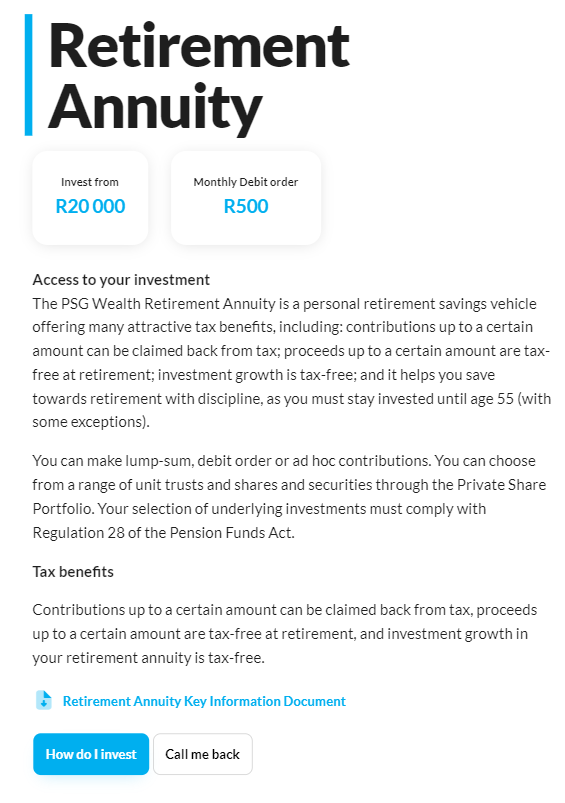 Retirement
Annuity
Invest from
R20 000
Monthly Debit order
R500
Access to your investment
The PSG Wealth Retirement Annuity is a personal retirement savings vehicle
offering many attractive tax benefits, including: contributions up to a certain
amount can be claimed back from tax; proceeds up to a certain amount are tax-
free at retirement; investment growth is tax-free; and it helps you save
towards retirement with discipline, as you must stay invested until age 55 (with
some exceptions).
You can make lump-sum, debit order or ad hoc contributions. You can choose
from a range of unit trusts and shares and securities through the Private Share
Portfolio. Your selection of underlying investments must comply with
Regulation 28 of the Pension Funds Act.
Tax benefits
Contributions up to a certain amount can be claimed back from tax, proceeds
up to a certain amount are tax-free at retirement, and investment growth in
your retirement annuity is tax-free.
Retirement Annuity Key Information Document
How do I invest
Call me back